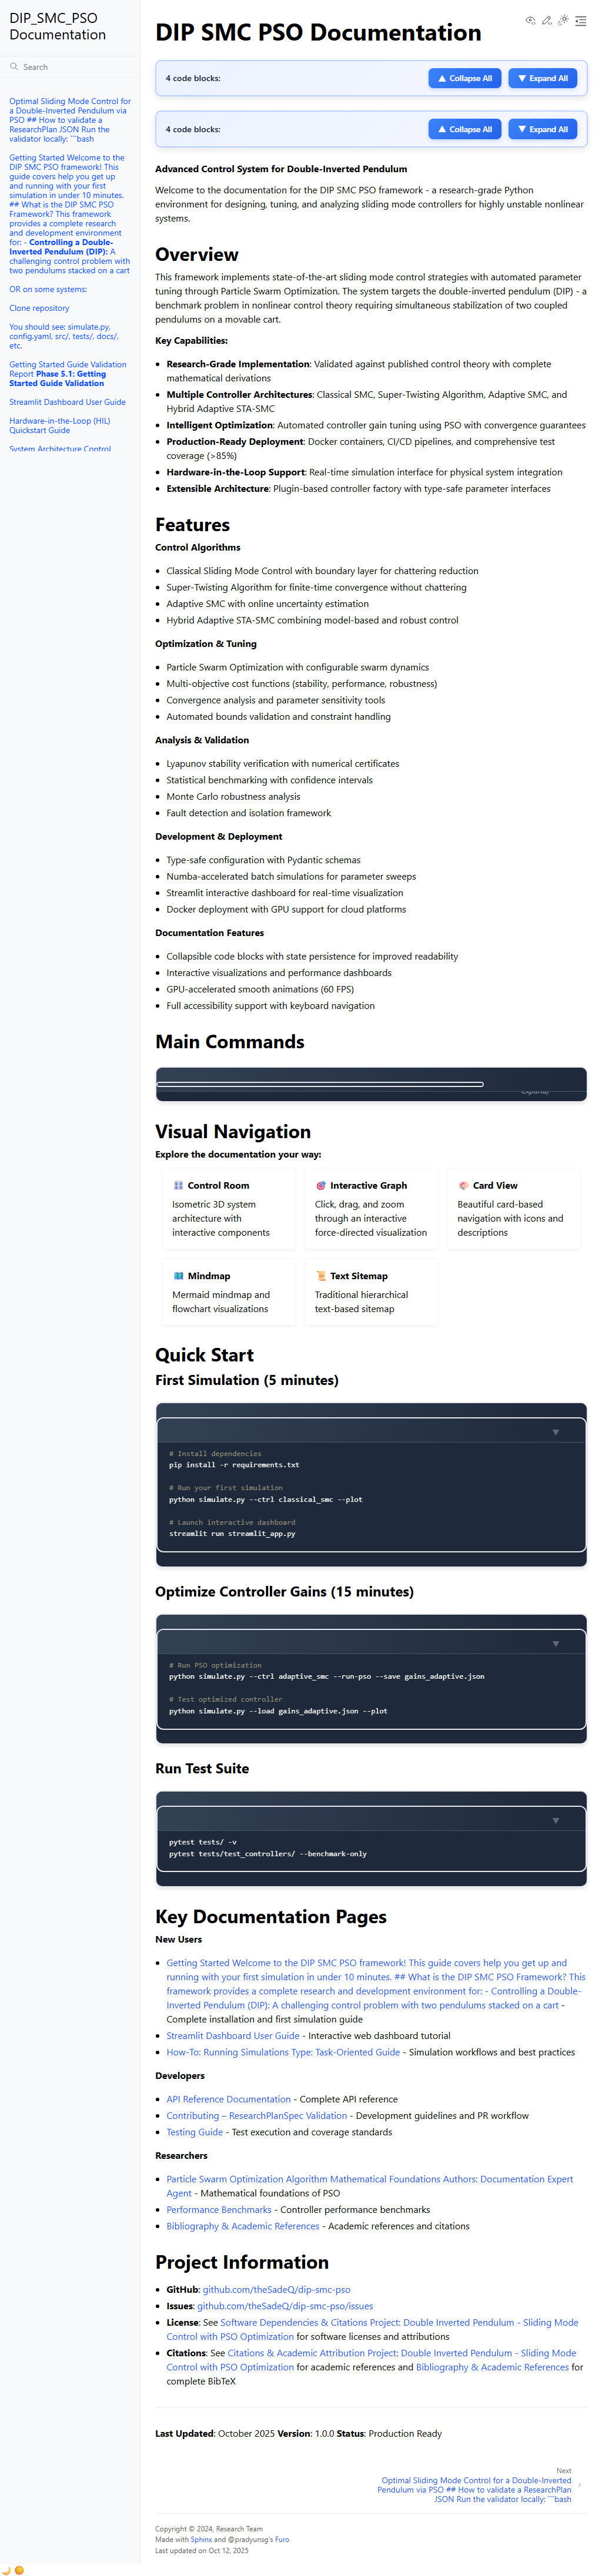 DIP_SMC_PSO
Documentation
Search
Optimal Sliding Mode Control for
a Double-Inverted Pendulum via
PSO ## How to validate a
ResearchPlan JSON Run the
validator locally: ```bash
Getting Started Welcome to the
DIP SMC PSO framework! This
guide covers help you get up
and running with your first
simulation in under 10 minutes.
## What is the DIP SMC PSO
Framework? This framework
provides a complete research
and development environment
for: - Controlling a Double-
Inverted Pendulum (DIP): A
challenging control problem with
two pendulums stacked on a cart
OR on some systems:
Clone repository
You should see: simulate.py,
config.yaml, src/, tests/, docs/,
etc.
Getting Started Guide Validation
Report Phase 5.1: Getting
Started Guide Validation
Streamlit Dashboard User Guide
Hardware-in-the-Loop (HIL)
Quickstart Guide
System Architecture Control
DIP SMC PSO Documentation
4 code blocks: ▲ Collapse All ▼ Expand All
4 code blocks: ▲ Collapse All ▼ Expand All
Advanced Control System for Double-Inverted Pendulum
Welcome to the documentation for the DIP SMC PSO framework - a research-grade Python
environment for designing, tuning, and analyzing sliding mode controllers for highly unstable nonlinear
systems.
Overview
This framework implements state-of-the-art sliding mode control strategies with automated parameter
tuning through Particle Swarm Optimization. The system targets the double-inverted pendulum (DIP) - a
benchmark problem in nonlinear control theory requiring simultaneous stabilization of two coupled
pendulums on a movable cart.
Key Capabilities:
• Research-Grade Implementation: Validated against published control theory with complete
mathematical derivations
• Multiple Controller Architectures: Classical SMC, Super-Twisting Algorithm, Adaptive SMC, and
Hybrid Adaptive STA-SMC
• Intelligent Optimization: Automated controller gain tuning using PSO with convergence guarantees
• Production-Ready Deployment: Docker containers, CI/CD pipelines, and comprehensive test
coverage (>85%)
• Hardware-in-the-Loop Support: Real-time simulation interface for physical system integration
• Extensible Architecture: Plugin-based controller factory with type-safe parameter interfaces
Features
Control Algorithms
• Classical Sliding Mode Control with boundary layer for chattering reduction
• Super-Twisting Algorithm for finite-time convergence without chattering
• Adaptive SMC with online uncertainty estimation
• Hybrid Adaptive STA-SMC combining model-based and robust control
Optimization & Tuning
• Particle Swarm Optimization with configurable swarm dynamics
• Multi-objective cost functions (stability, performance, robustness)
• Convergence analysis and parameter sensitivity tools
• Automated bounds validation and constraint handling
Analysis & Validation
• Lyapunov stability verification with numerical certificates
• Statistical benchmarking with confidence intervals
• Monte Carlo robustness analysis
• Fault detection and isolation framework
Development & Deployment
• Type-safe configuration with Pydantic schemas
• Numba-accelerated batch simulations for parameter sweeps
• Streamlit interactive dashboard for real-time visualization
• Docker deployment with GPU support for cloud platforms
Documentation Features
• Collapsible code blocks with state persistence for improved readability
• Interactive visualizations and performance dashboards
• GPU-accelerated smooth animations (60 FPS)
• Full accessibility support with keyboard navigation
Main Commands
Visual Navigation
Explore the documentation your way:
Control Room
Isometric 3D system
architecture with
interactive components
Interactive Graph
Click, drag, and zoom
through an interactive
force-directed visualization
Card View
Beautiful card-based
navigation with icons and
descriptions
Mindmap
Mermaid mindmap and
flowchart visualizations
Text Sitemap
Traditional hierarchical
text-based sitemap
Quick Start
First Simulation (5 minutes)
# Install dependencies
pip install -r requirements.txt
# Run your first simulation
python simulate.py --ctrl classical_smc --plot
# Launch interactive dashboard
streamlit run streamlit_app.py
Optimize Controller Gains (15 minutes)
# Run PSO optimization
python simulate.py --ctrl adaptive_smc --run-pso --save gains_adaptive.json
# Test optimized controller
python simulate.py --load gains_adaptive.json --plot
Run Test Suite
pytest tests/ -v
pytest tests/test_controllers/ --benchmark-only
Key Documentation Pages
New Users
• Getting Started Welcome to the DIP SMC PSO framework! This guide covers help you get up and
running with your first simulation in under 10 minutes. ## What is the DIP SMC PSO Framework? This
framework provides a complete research and development environment for: - Controlling a Double-
Inverted Pendulum (DIP): A challenging control problem with two pendulums stacked on a cart -
Complete installation and first simulation guide
• Streamlit Dashboard User Guide - Interactive web dashboard tutorial
• How-To: Running Simulations Type: Task-Oriented Guide - Simulation workflows and best practices
Developers
• API Reference Documentation - Complete API reference
• Contributing – ResearchPlanSpec Validation - Development guidelines and PR workflow
• Testing Guide - Test execution and coverage standards
Researchers
• Particle Swarm Optimization Algorithm Mathematical Foundations Authors: Documentation Expert
Agent - Mathematical foundations of PSO
• Performance Benchmarks - Controller performance benchmarks
• Bibliography & Academic References - Academic references and citations
Project Information
• GitHub: github.com/theSadeQ/dip-smc-pso
• Issues: github.com/theSadeQ/dip-smc-pso/issues
• License: See Software Dependencies & Citations Project: Double Inverted Pendulum - Sliding Mode
Control with PSO Optimization for software licenses and attributions
• Citations: See Citations & Academic Attribution Project: Double Inverted Pendulum - Sliding Mode
Control with PSO Optimization for academic references and Bibliography & Academic References for
complete BibTeX
Last Updated: October 2025 Version: 1.0.0 Status: Production Ready
Next
Optimal Sliding Mode Control for a Double-Inverted
Pendulum via PSO ## How to validate a ResearchPlan
JSON Run the validator locally: ```bash
Copyright © 2024, Research Team
Made with Sphinx and @pradyunsg's Furo
Last updated on Oct 12, 2025